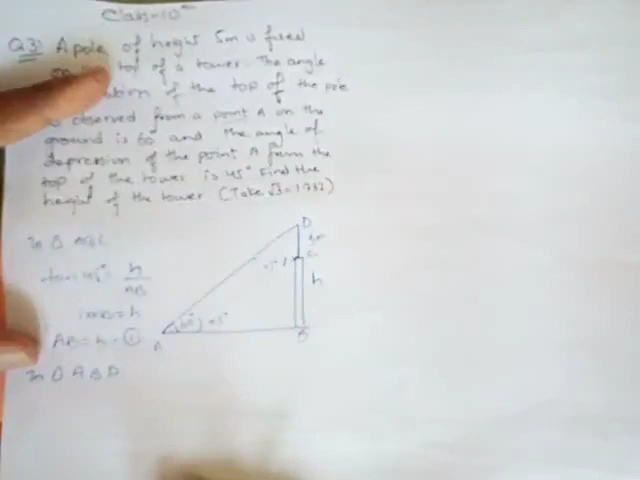 Class-10th
Q3) A pole of height 5m is fixed
top of a tower. The angle
of the top of the pole
observed from a point A on the
ground is 60° and the angle of
depression of the point A from the
top of the tower is 45° Find the
height of the tower (Take √3=1.732)
In Δ ABC
tan 45° = h/AB
1×AB=h
AB=h-①
In Δ ABD
D
5m
C
h
60°
45°
A
B